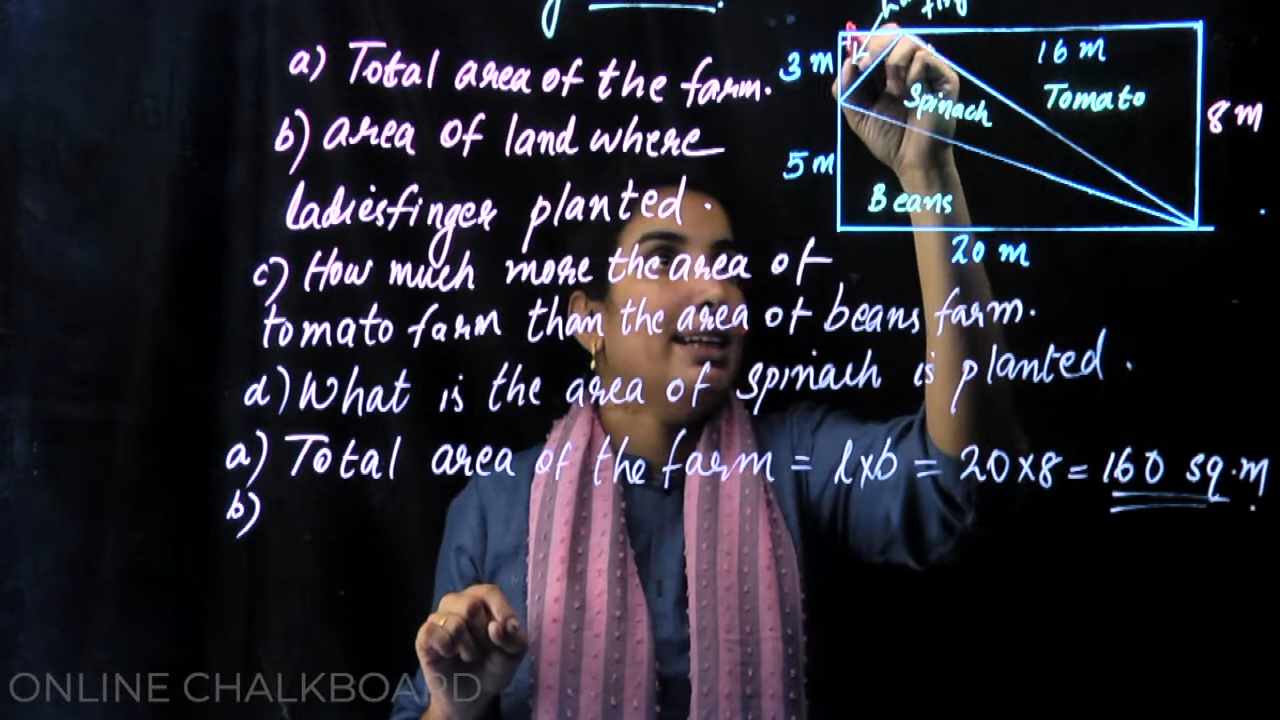 a) Total area of the farm.
b) area of land where
ladiesfinger planted.
c) How much more the area of
tomato farm than the area of beans farm.
d) What is the area of spinach is planted.
a) Total area of the farm = l×b = 20×8 = 160 sq.m
b)
3 m
16 m
Spinach
Tomato
8 m
5 m
Beans
20 m
ONLINE CHALKBOARD